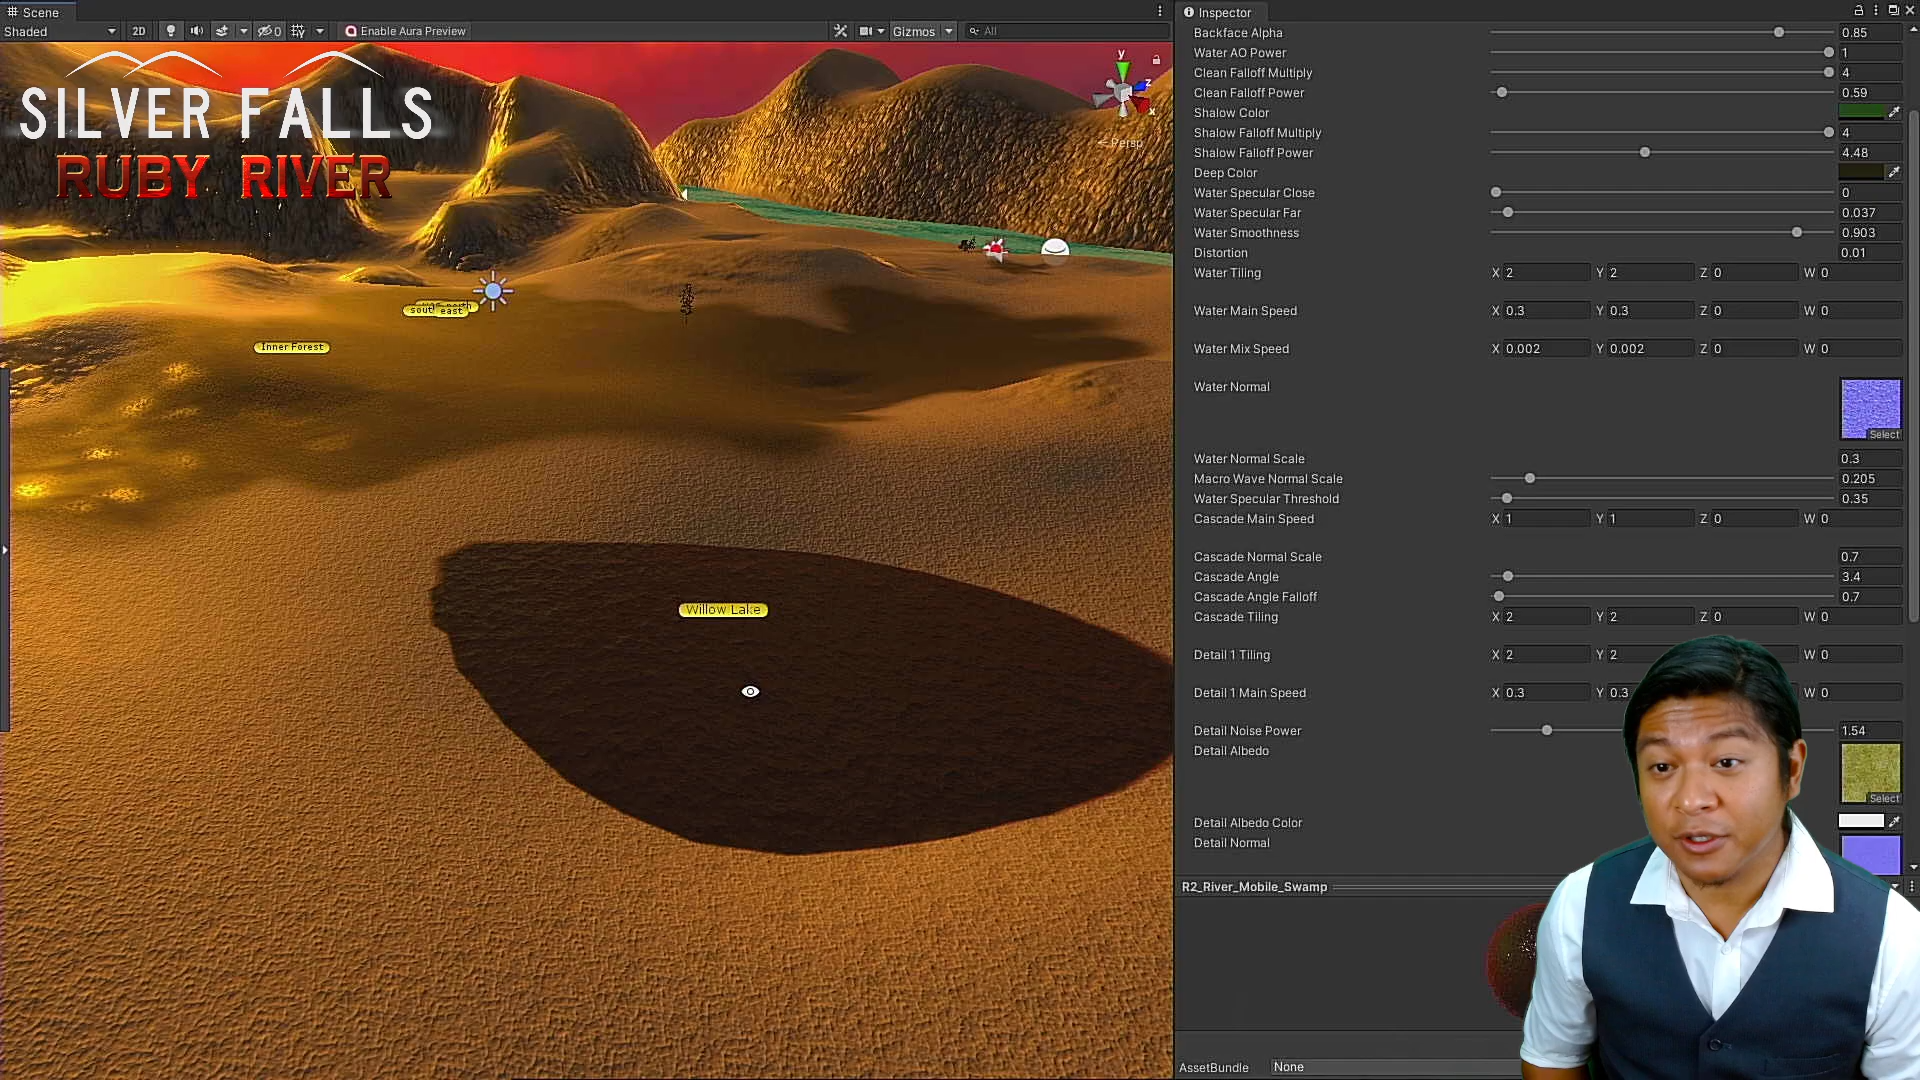 Scene
Shaded
2D
0
Enable Aura Preview
Gizmos
All
SILVER FALLS
RUBY RIVER
y
z
x
Persp
south east
Inner Forest
Willow Lake
Inspector
Backface Alpha 0.85
Water AO Power 1
Clean Falloff Multiply 4
Clean Falloff Power 0.59
Shalow Color
Shalow Falloff Multiply 4
Shalow Falloff Power 4.48
Deep Color
Water Specular Close 0
Water Specular Far 0.037
Water Smoothness 0.903
Distortion 0.01
Water Tiling X 2 Y 2 Z 0 W 0
Water Main Speed X 0.3 Y 0.3 Z 0 W 0
Water Mix Speed X 0.002 Y 0.002 Z 0 W 0
Water Normal
Select
Water Normal Scale 0.3
Macro Wave Normal Scale 0.205
Water Specular Threshold 0.35
Cascade Main Speed X 1 Y 1 Z 0 W 0
Cascade Normal Scale 0.7
Cascade Angle 3.4
Cascade Angle Falloff 0.7
Cascade Tiling X 2 Y 2 Z 0 W 0
Detail 1 Tiling X 2 Y 2 W 0
Detail 1 Main Speed X 0.3 Y 0.3 W 0
Detail Noise Power 1.54
Detail Albedo
Select
Detail Albedo Color
Detail Normal
R2_River_Mobile_Swamp
AssetBundle None